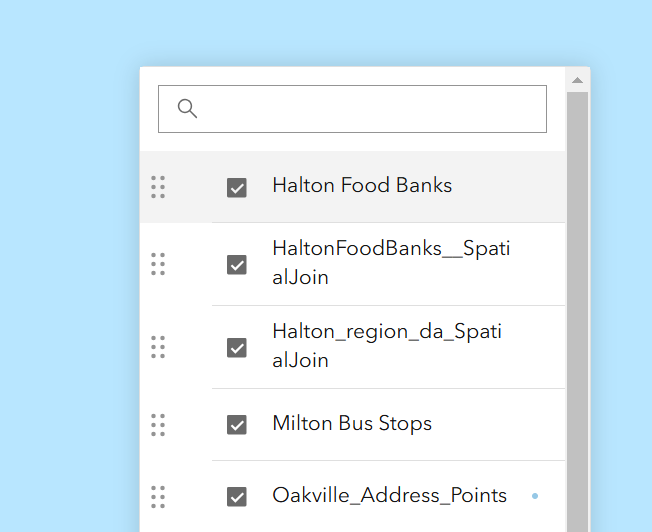 Halton Food Banks
HaltonFoodBanks__Spati
alJoin
Halton_region_da_Spati
alJoin
Milton Bus Stops
Oakville_Address_Points